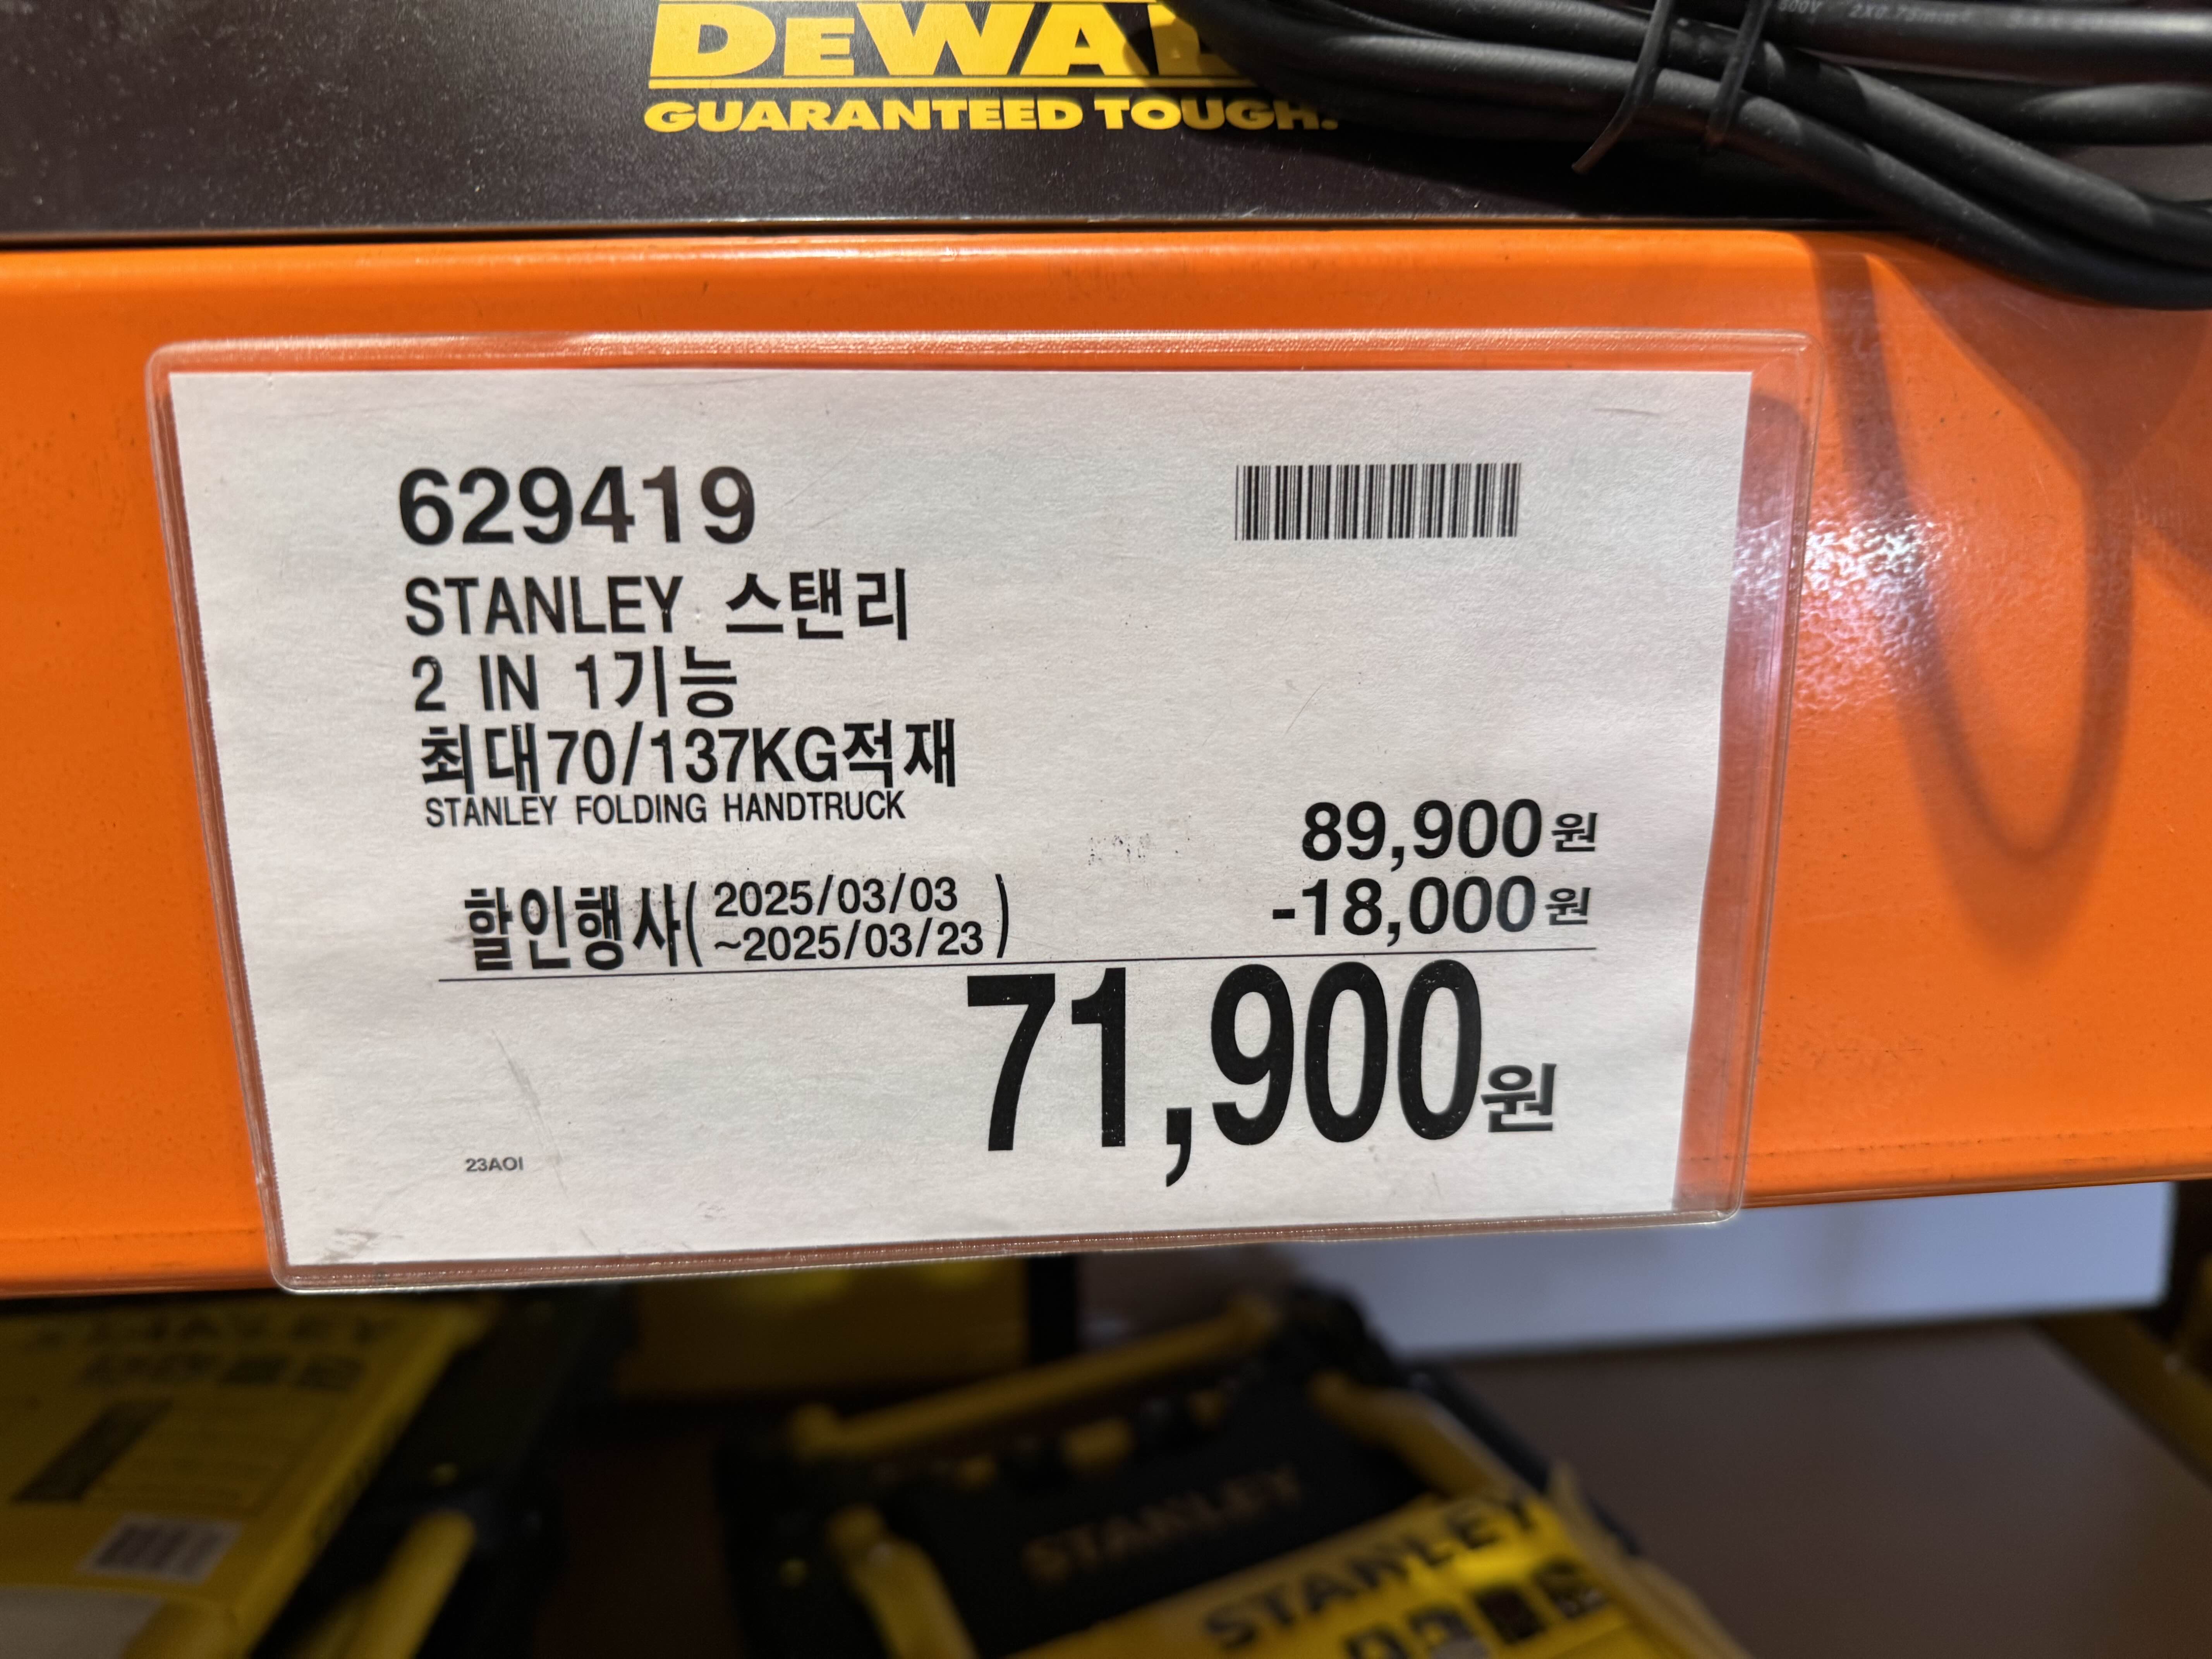 DEWAL
GUARANTEED TOUGH.
629419
STANLEY 스탠리
2 IN 1기능
최대70/137KG적재
STANLEY FOLDING HANDTRUCK
89,900원
할인행사( 2025/03/03
~2025/03/23 )
-18,000원
71,900원
23AOI
STANLEY
STANLEY
STANLEY